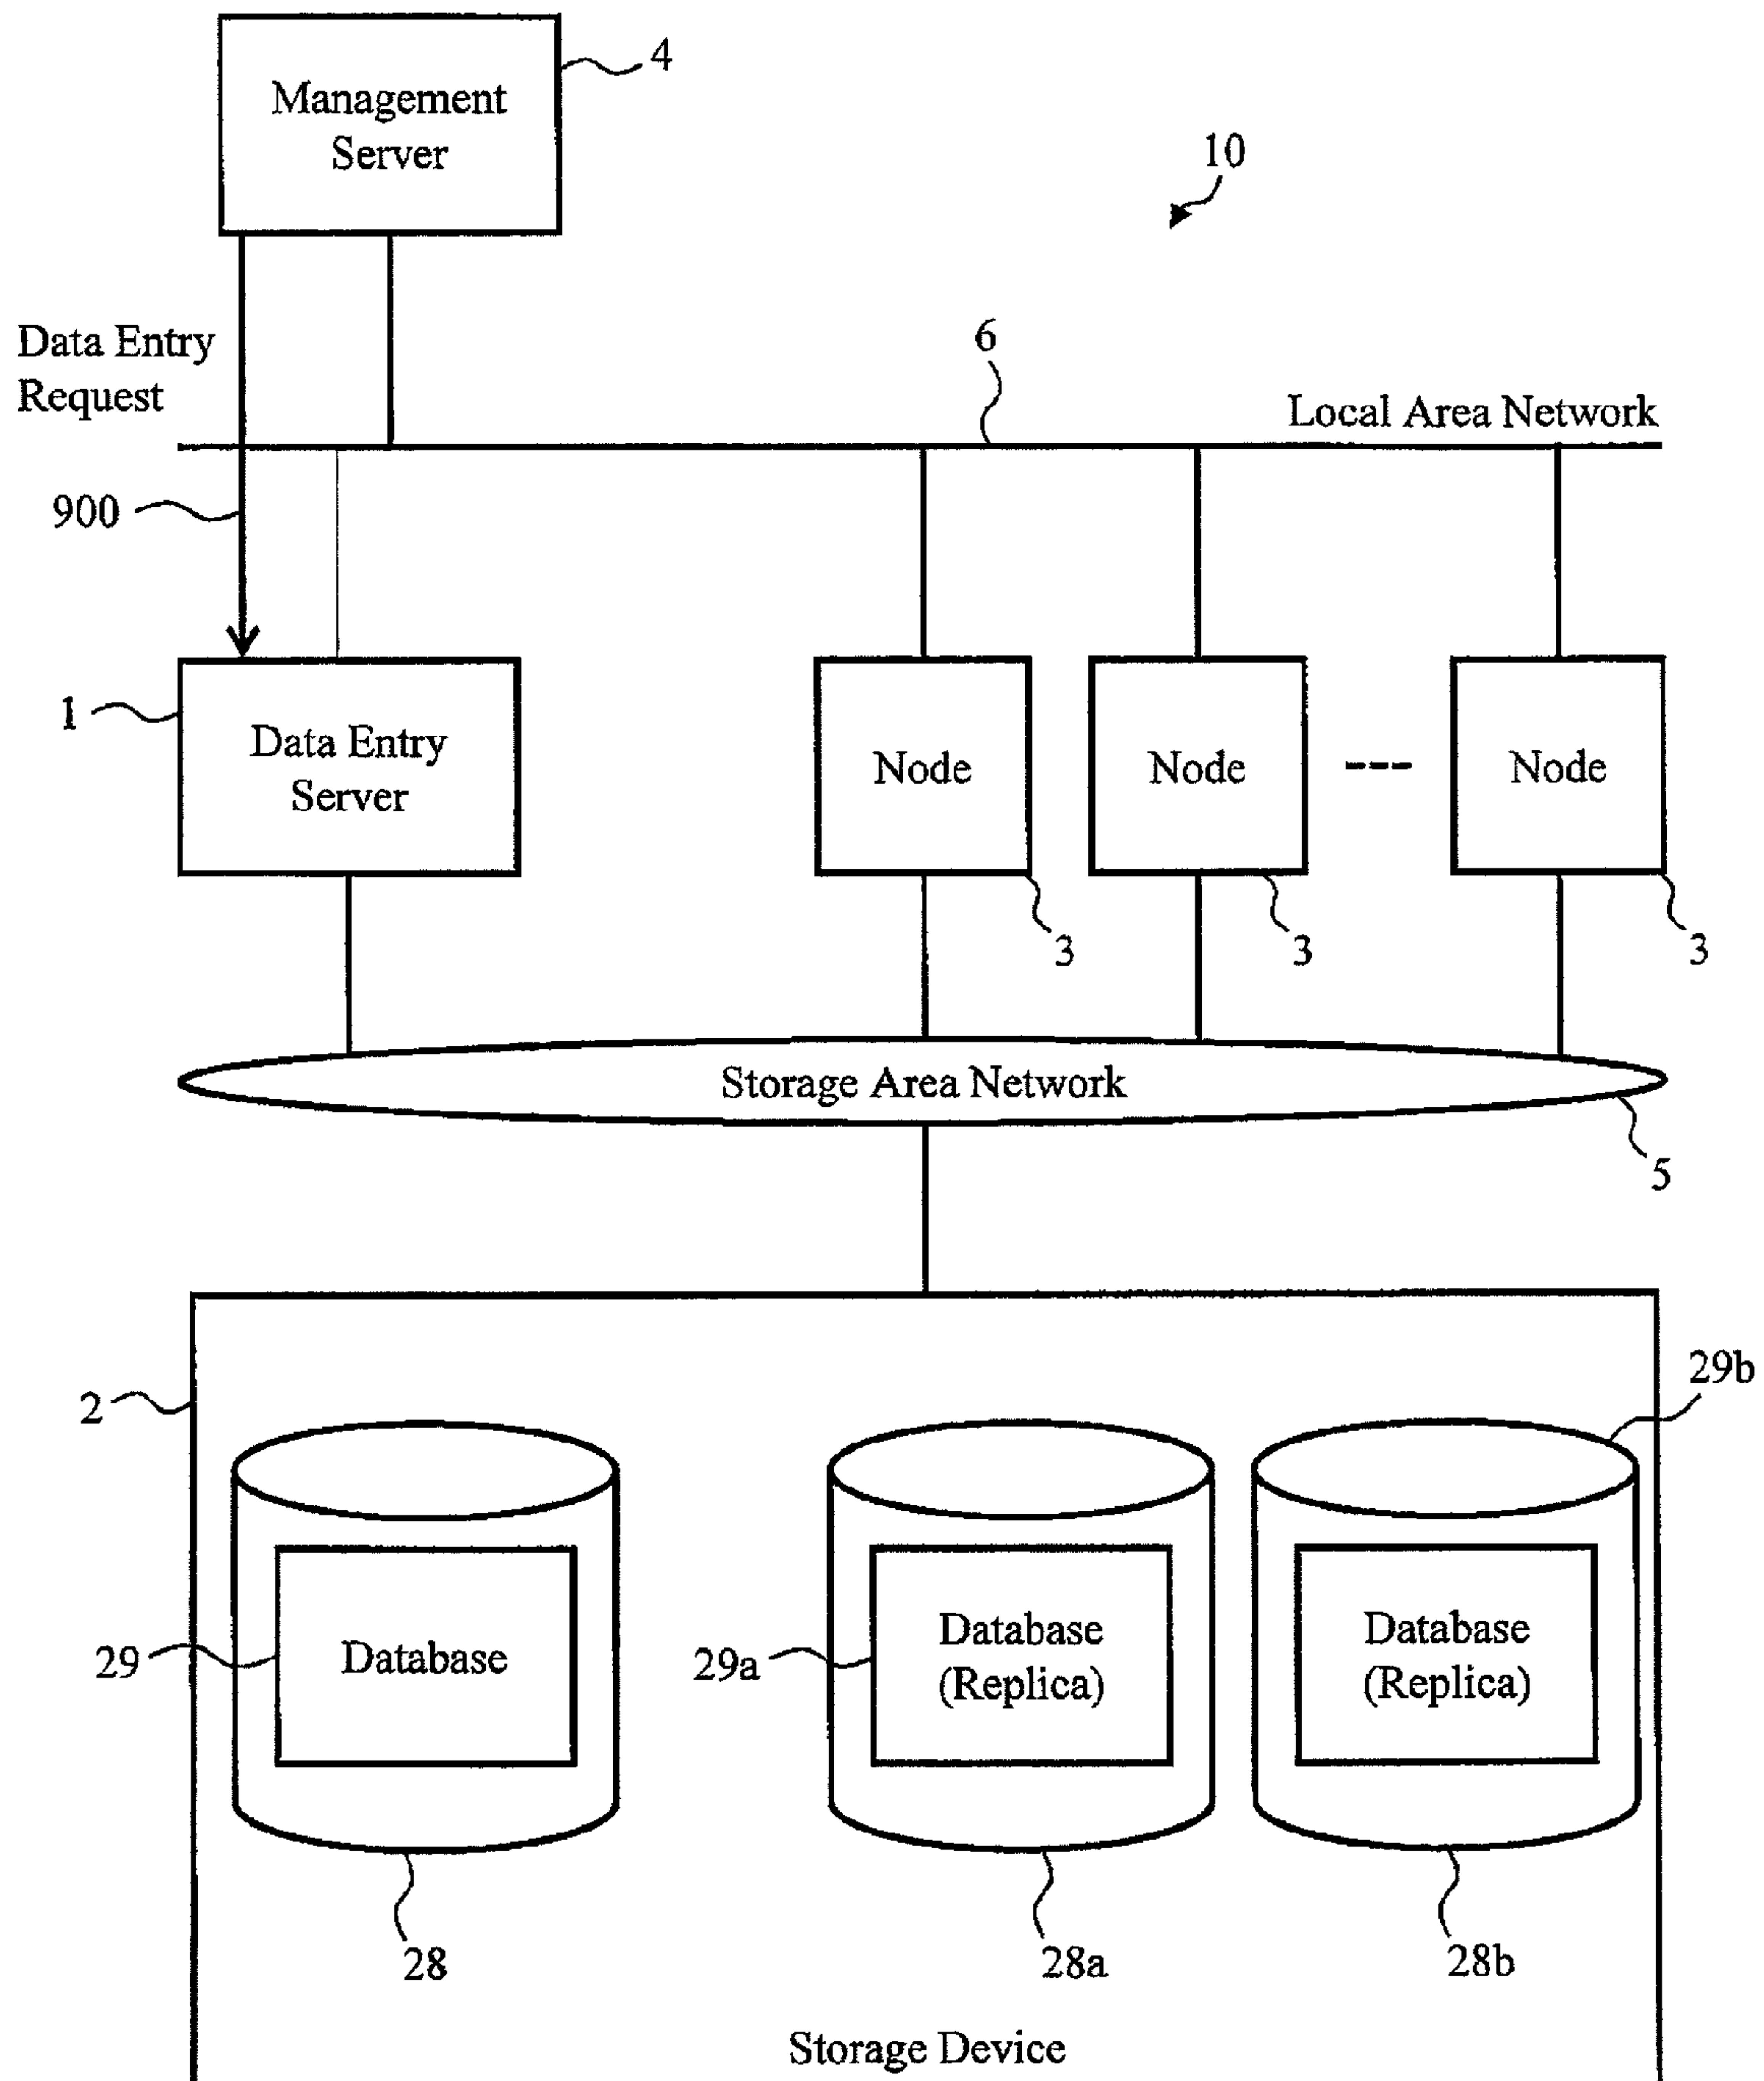 4
Management
Server
10
Data Entry
Request
6
Local Area Network
900
1
Data Entry
Server
Node
Node
Node
3
3
3
Storage Area Network
5
29b
2
29
Database
29a
Database
(Replica)
Database
(Replica)
28
28a
28b
Storage Device